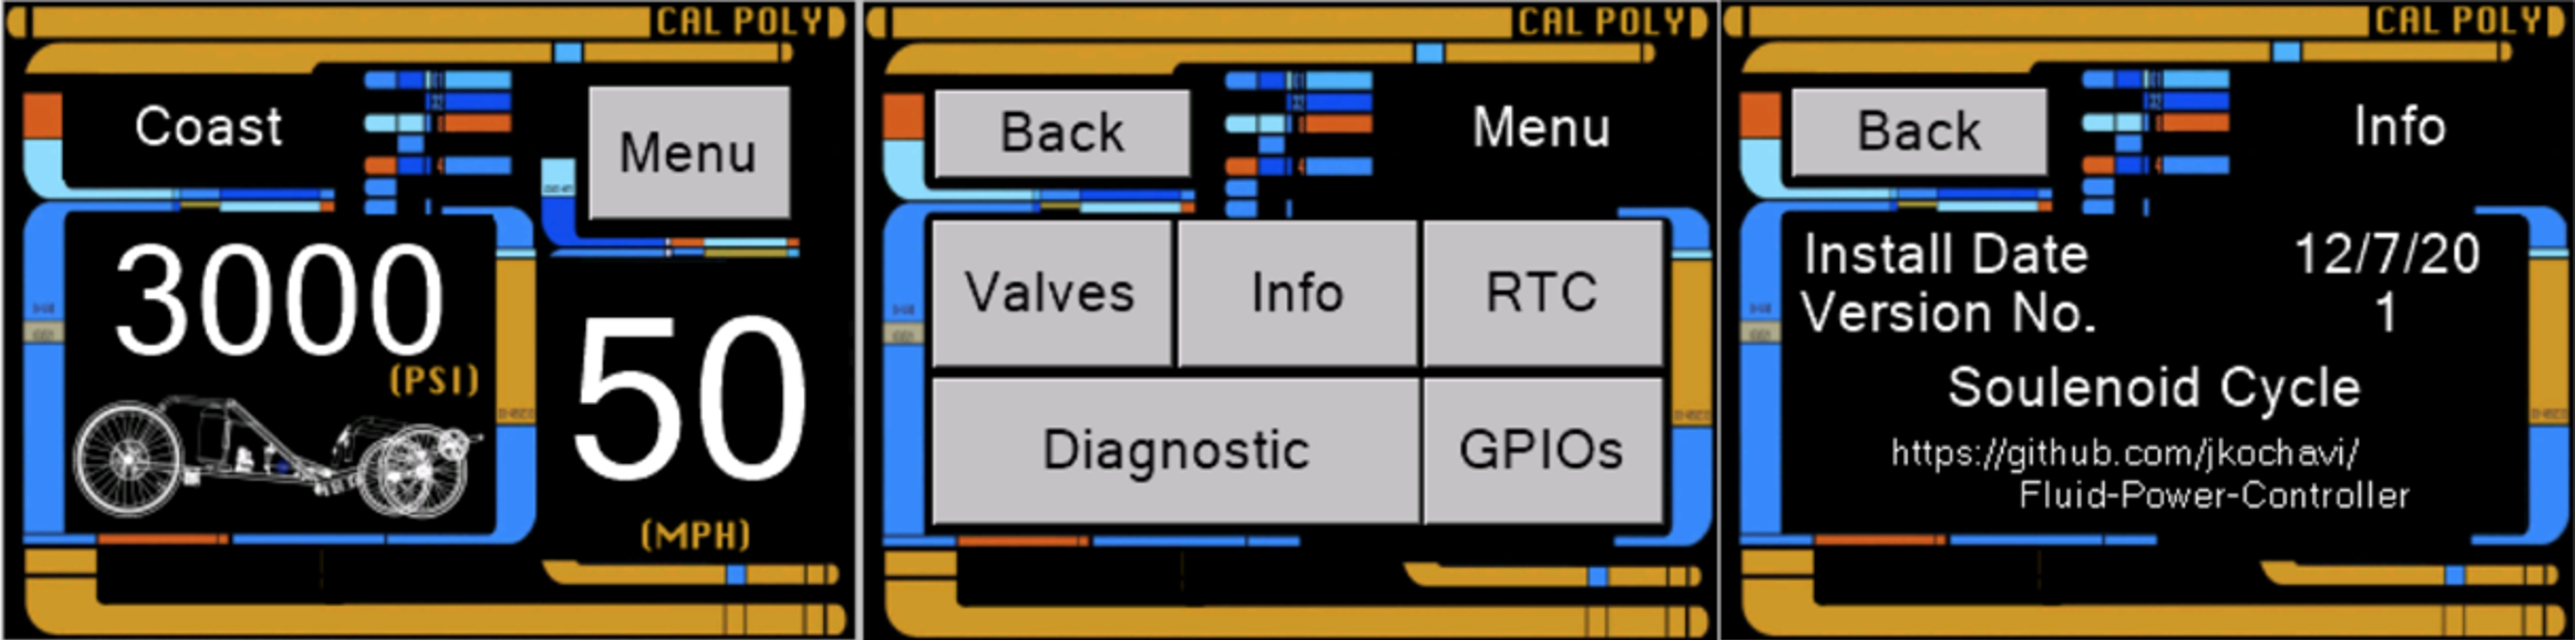 CAL POLY
Coast
Menu
3000
(PSI)
50
(MPH)
CAL POLY
Back
Menu
Valves
Info
RTC
Diagnostic
GPIOs
CAL POLY
Back
Info
Install Date 12/7/20
Version No. 1
Soulenoid Cycle
https://github.com/jkochavi/
Fluid-Power-Controller